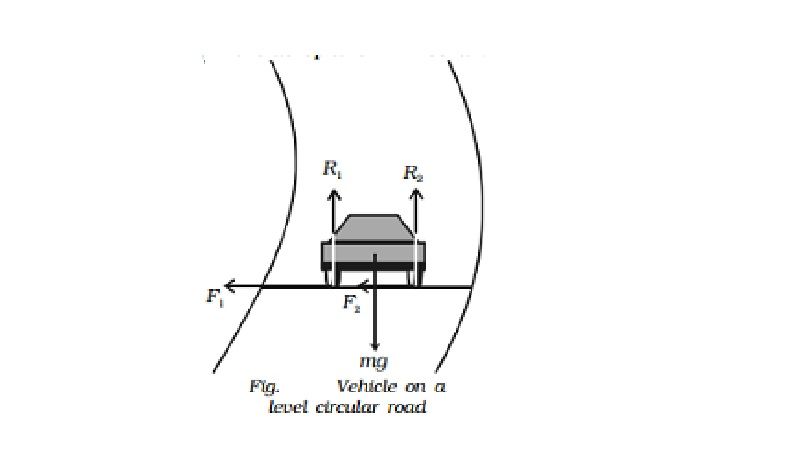 R₁ R₂
F₁ F₂
mg
Fig. Vehicle on a
level circular road